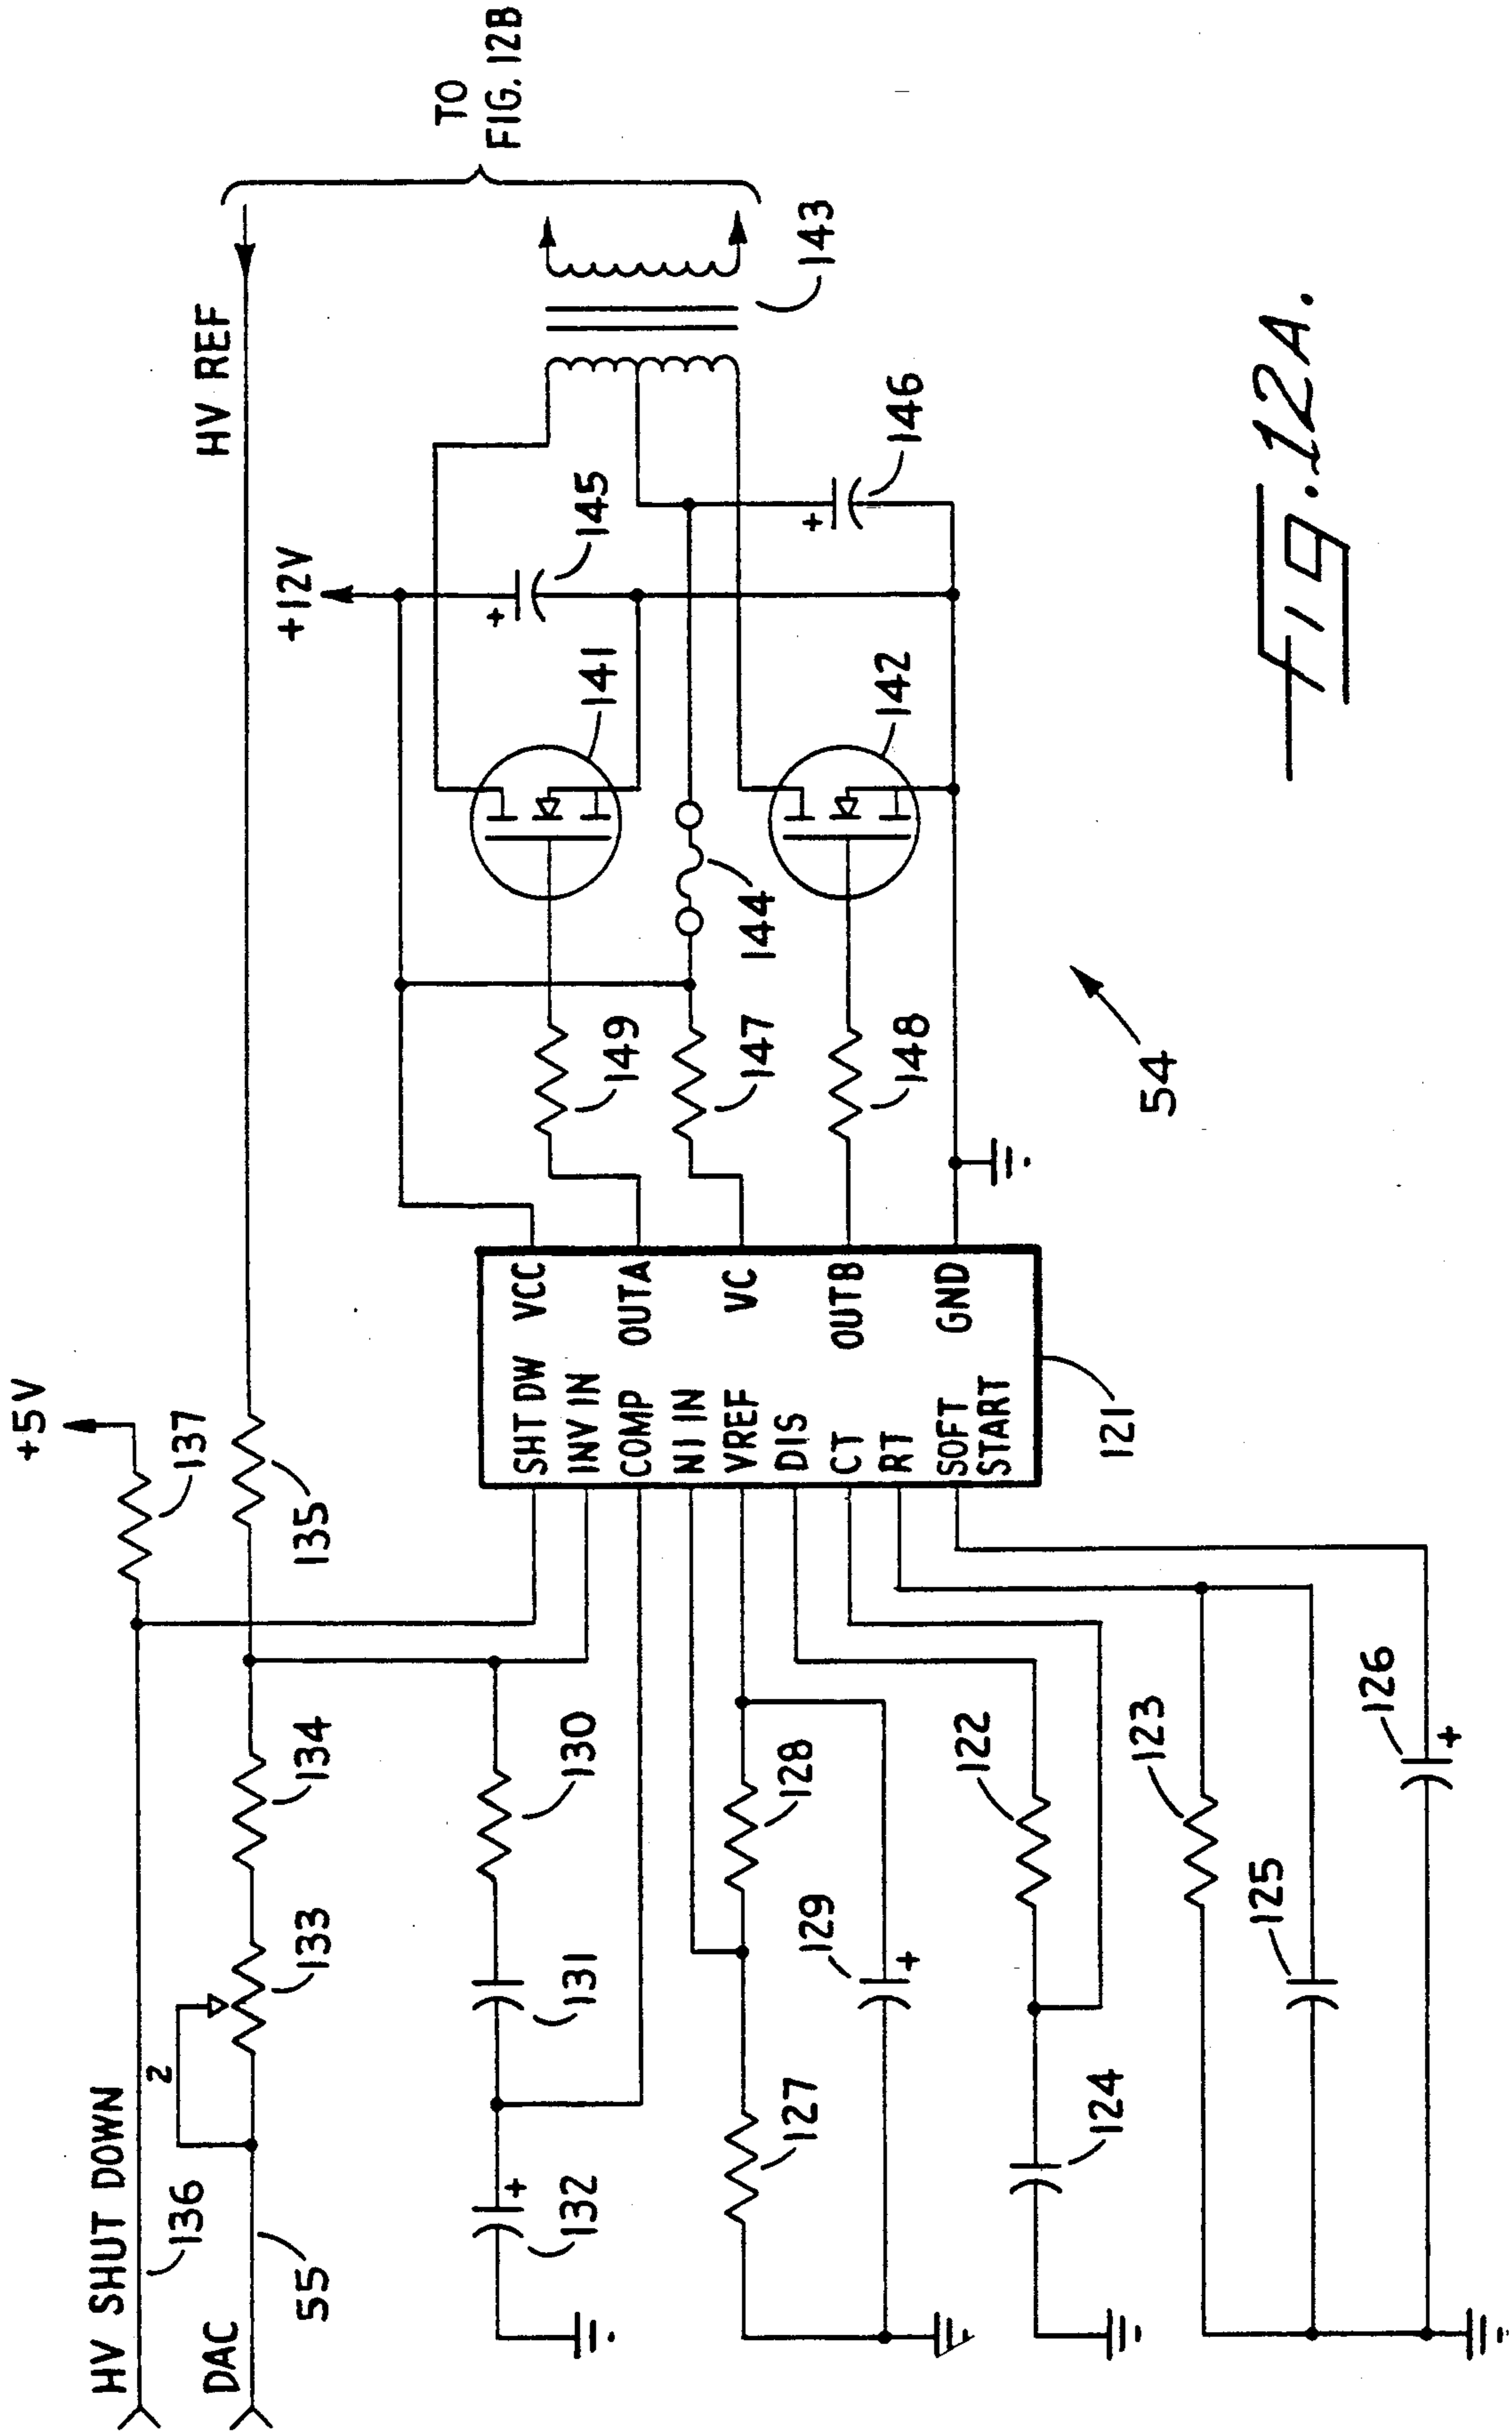 HV SHUT DOWN
136
DAC
55
2
133
134
135
137
+5V
HV REF
TO
FIG. 12B
130
131
132
127
128
129
122
124
123
125
126
SHT DW
INV IN
COMP
NI IN
VREF
DIS
CT
RT
SOFT
START
VCC
OUTA
VC
OUTB
GND
121
+12V
149
147
148
144
141
142
145
146
143
54
+
+
+
+
+
Fig. 12A.